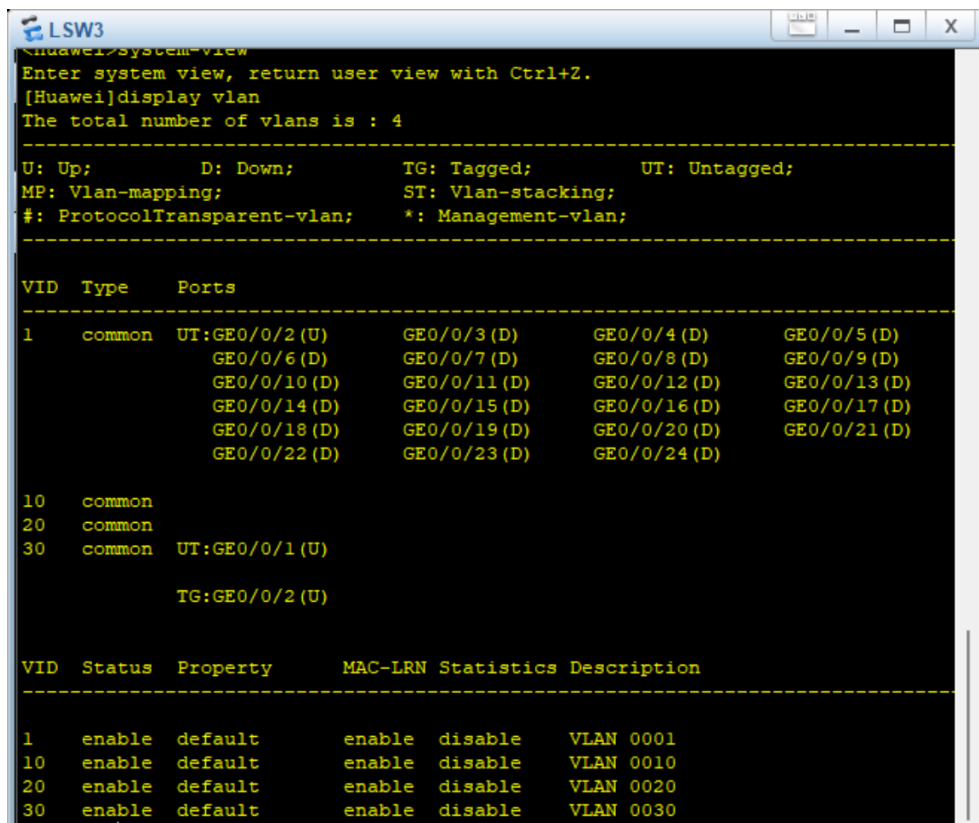 LSW3
<Huawei>system-view
Enter system view, return user view with Ctrl+Z.
[Huawei]display vlan
The total number of vlans is : 4
--------------------------------------------------------------------------------
U: Up;         D: Down;         TG: Tagged;         UT: Untagged;
MP: Vlan-mapping;               ST: Vlan-stacking;
#: ProtocolTransparent-vlan;    *: Management-vlan;
--------------------------------------------------------------------------------
VID  Type    Ports
--------------------------------------------------------------------------------
1    common  UT:GE0/0/2(U)      GE0/0/3(D)      GE0/0/4(D)      GE0/0/5(D)
GE0/0/6(D)      GE0/0/7(D)      GE0/0/8(D)      GE0/0/9(D)
GE0/0/10(D)     GE0/0/11(D)     GE0/0/12(D)     GE0/0/13(D)
GE0/0/14(D)     GE0/0/15(D)     GE0/0/16(D)     GE0/0/17(D)
GE0/0/18(D)     GE0/0/19(D)     GE0/0/20(D)     GE0/0/21(D)
GE0/0/22(D)     GE0/0/23(D)     GE0/0/24(D)
10   common
20   common
30   common  UT:GE0/0/1(U)
TG:GE0/0/2(U)
VID  Status  Property      MAC-LRN Statistics Description
--------------------------------------------------------------------------------
1    enable  default       enable  disable    VLAN 0001
10   enable  default       enable  disable    VLAN 0010
20   enable  default       enable  disable    VLAN 0020
30   enable  default       enable  disable    VLAN 0030